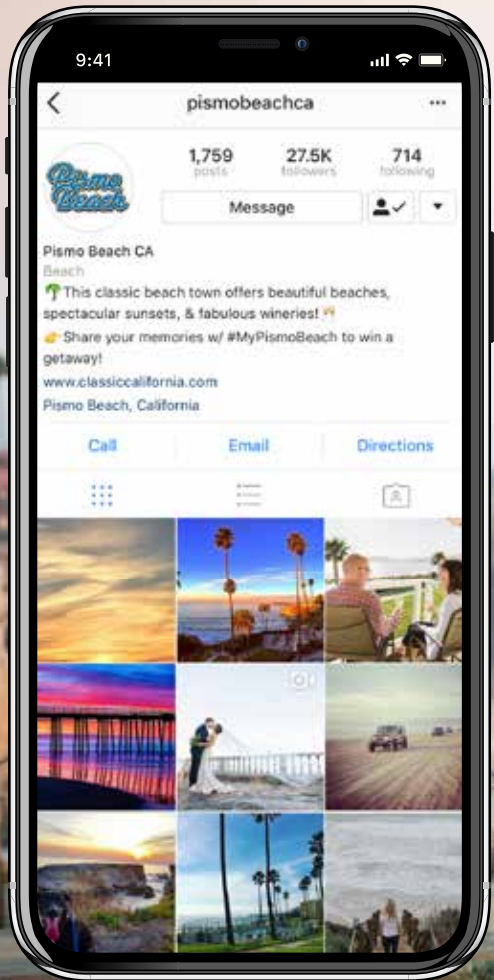 9:41
pismobeachca
Pismo
Beach
1,759 27.5K 714
posts followers following
Message
Pismo Beach CA
Beach
🌴This classic beach town offers beautiful beaches,
spectacular sunsets, & fabulous wineries! 🥂
👉Share your memories w/ #MyPismoBeach to win a
getaway!
www.classiccalifornia.com
Pismo Beach, California
Call Email Directions